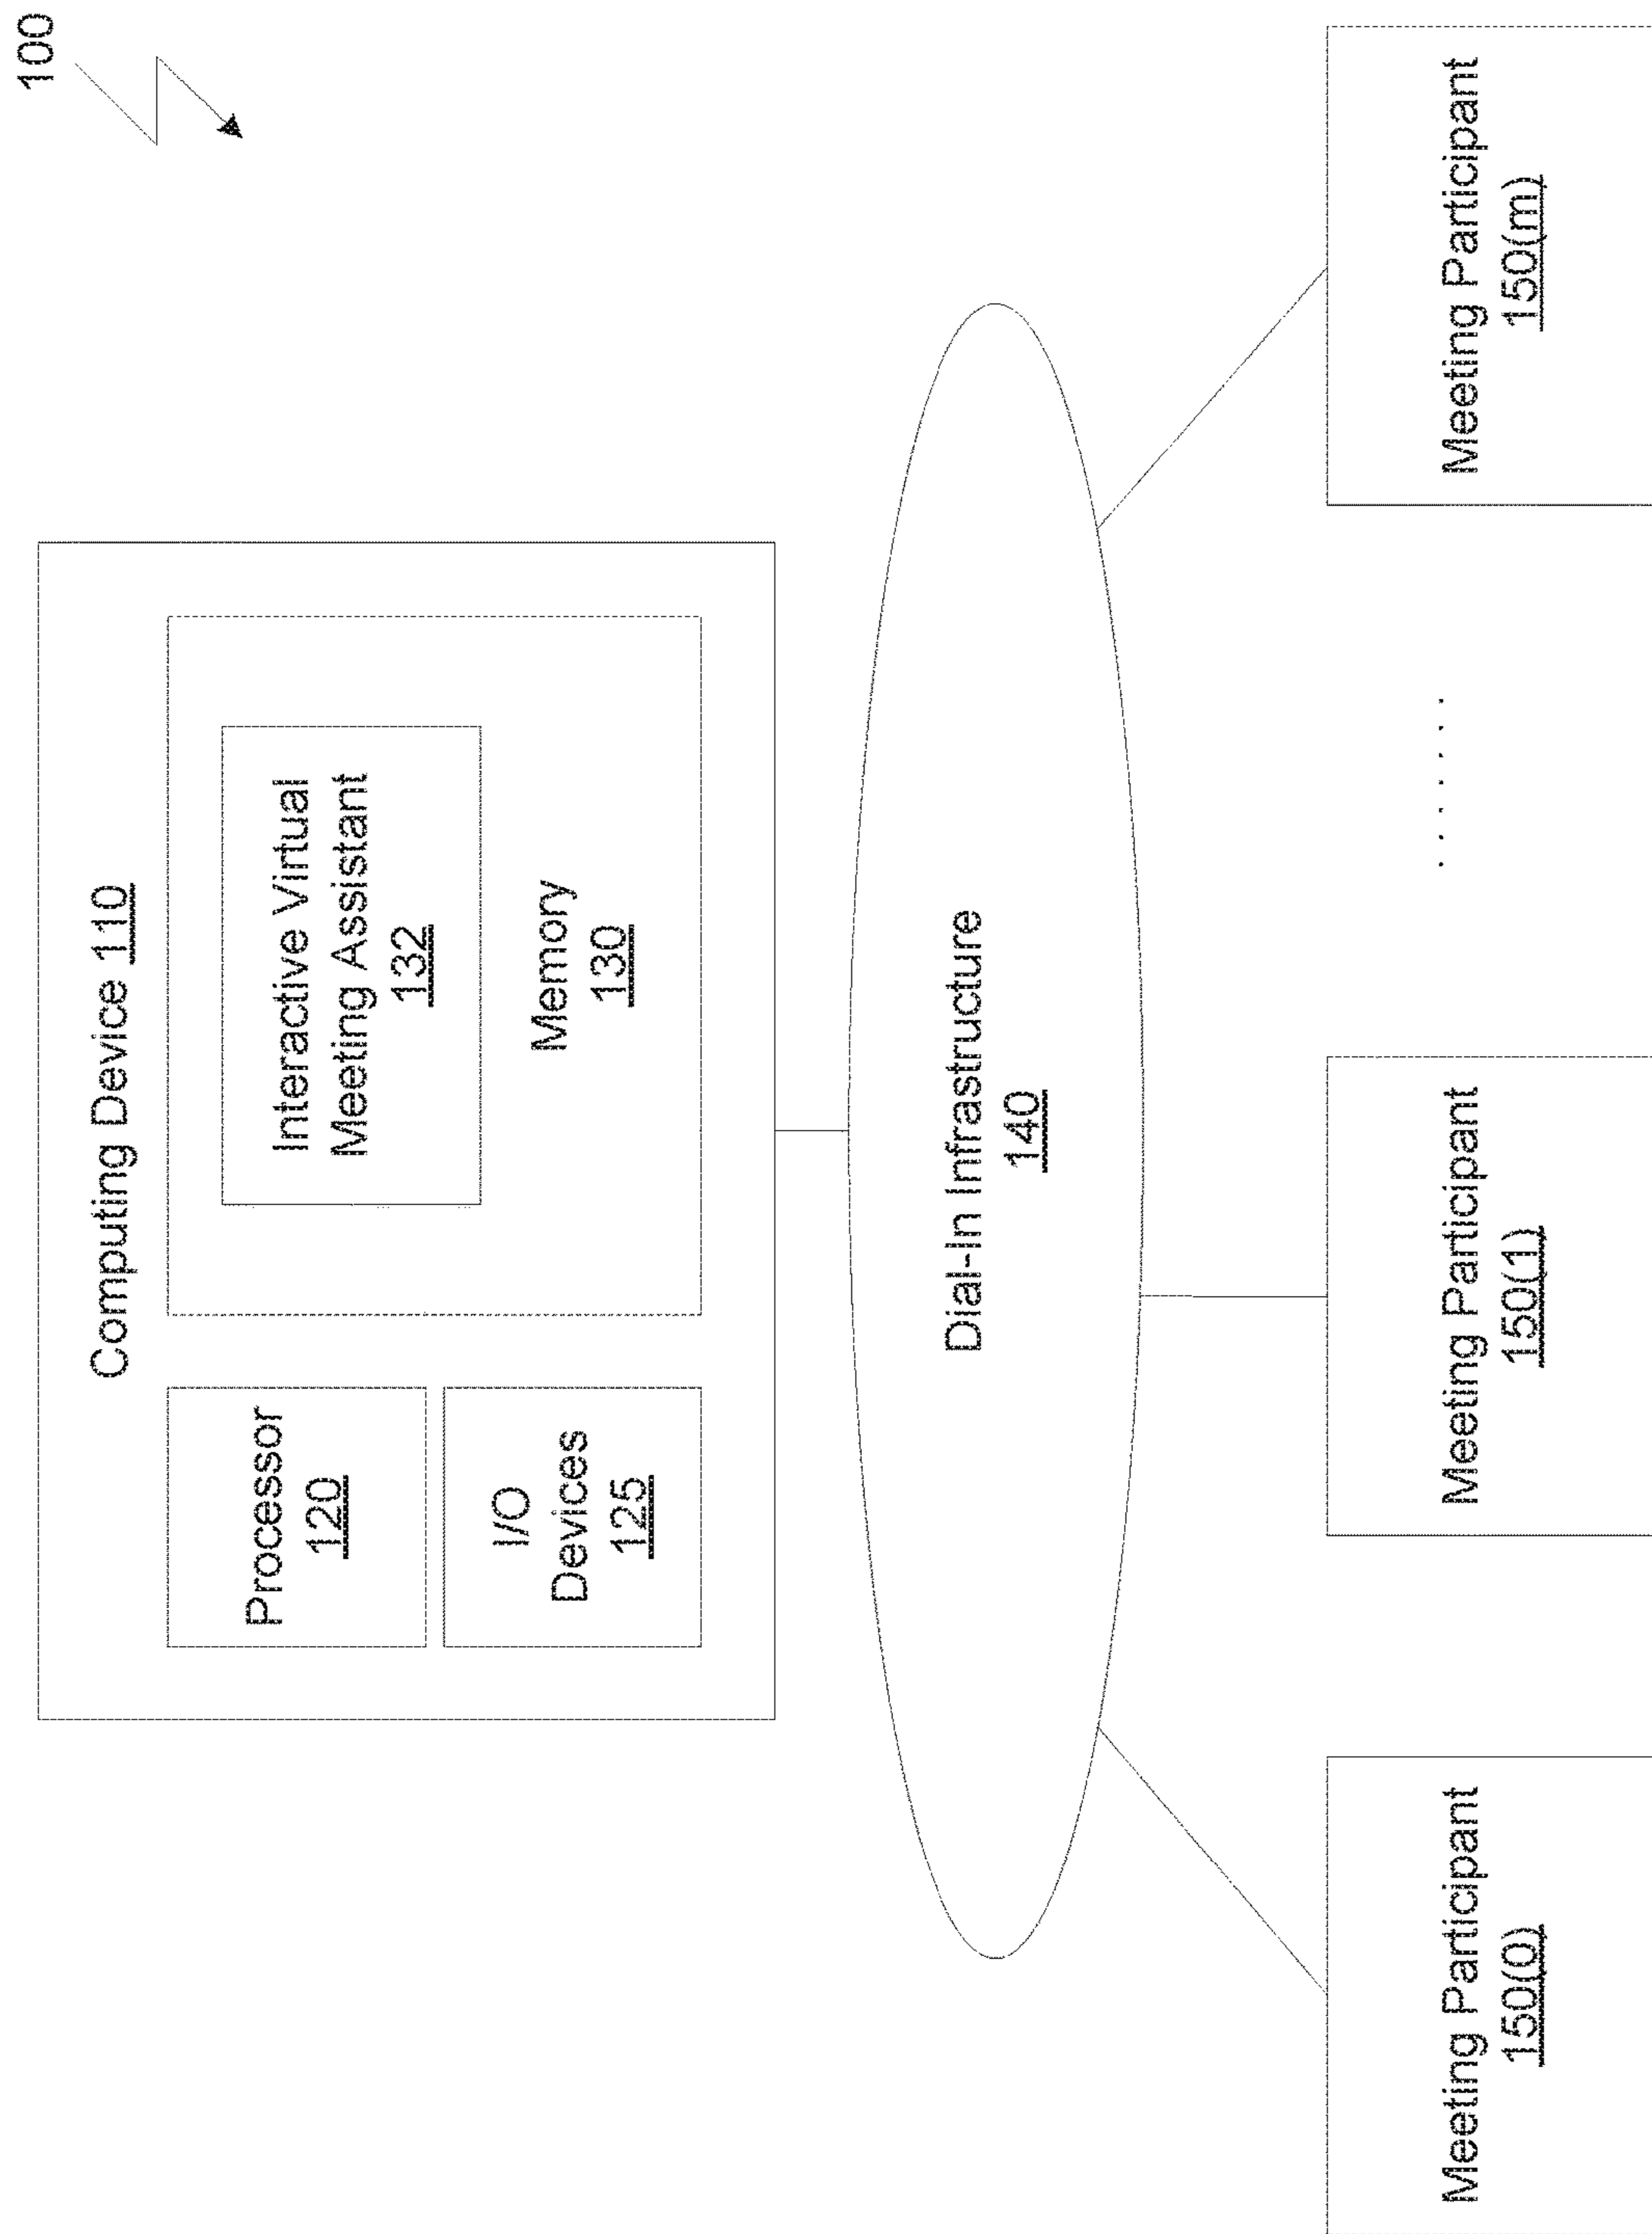 100
Computing Device 110
Processor
120
I/O
Devices
125
Interactive Virtual
Meeting Assistant
132
Memory
130
Dial-In Infrastructure
140
Meeting Participant
150(0)
Meeting Participant
150(1)
. . . . . . .
Meeting Participant
150(m)